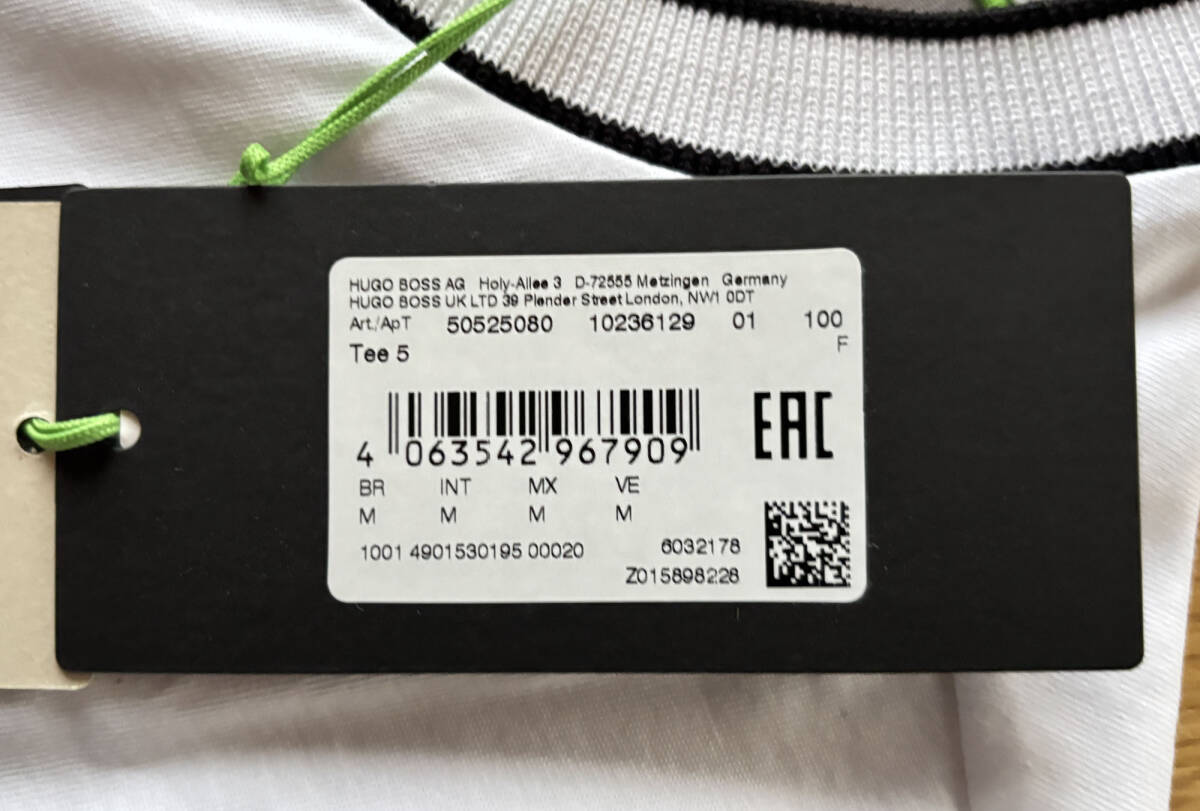 HUGO BOSS AG Holy-Allee 3 D-72555 Metzingen Germany
HUGO BOSS UK LTD 39 Plender Street London, NW1 0DT
Art./ApT 50525080 10236129 01 100
F
Tee 5
4 063542 967909
EAC
BR INT MX VE
M M M M
1001 4901530195 00020 6032178
Z015898228